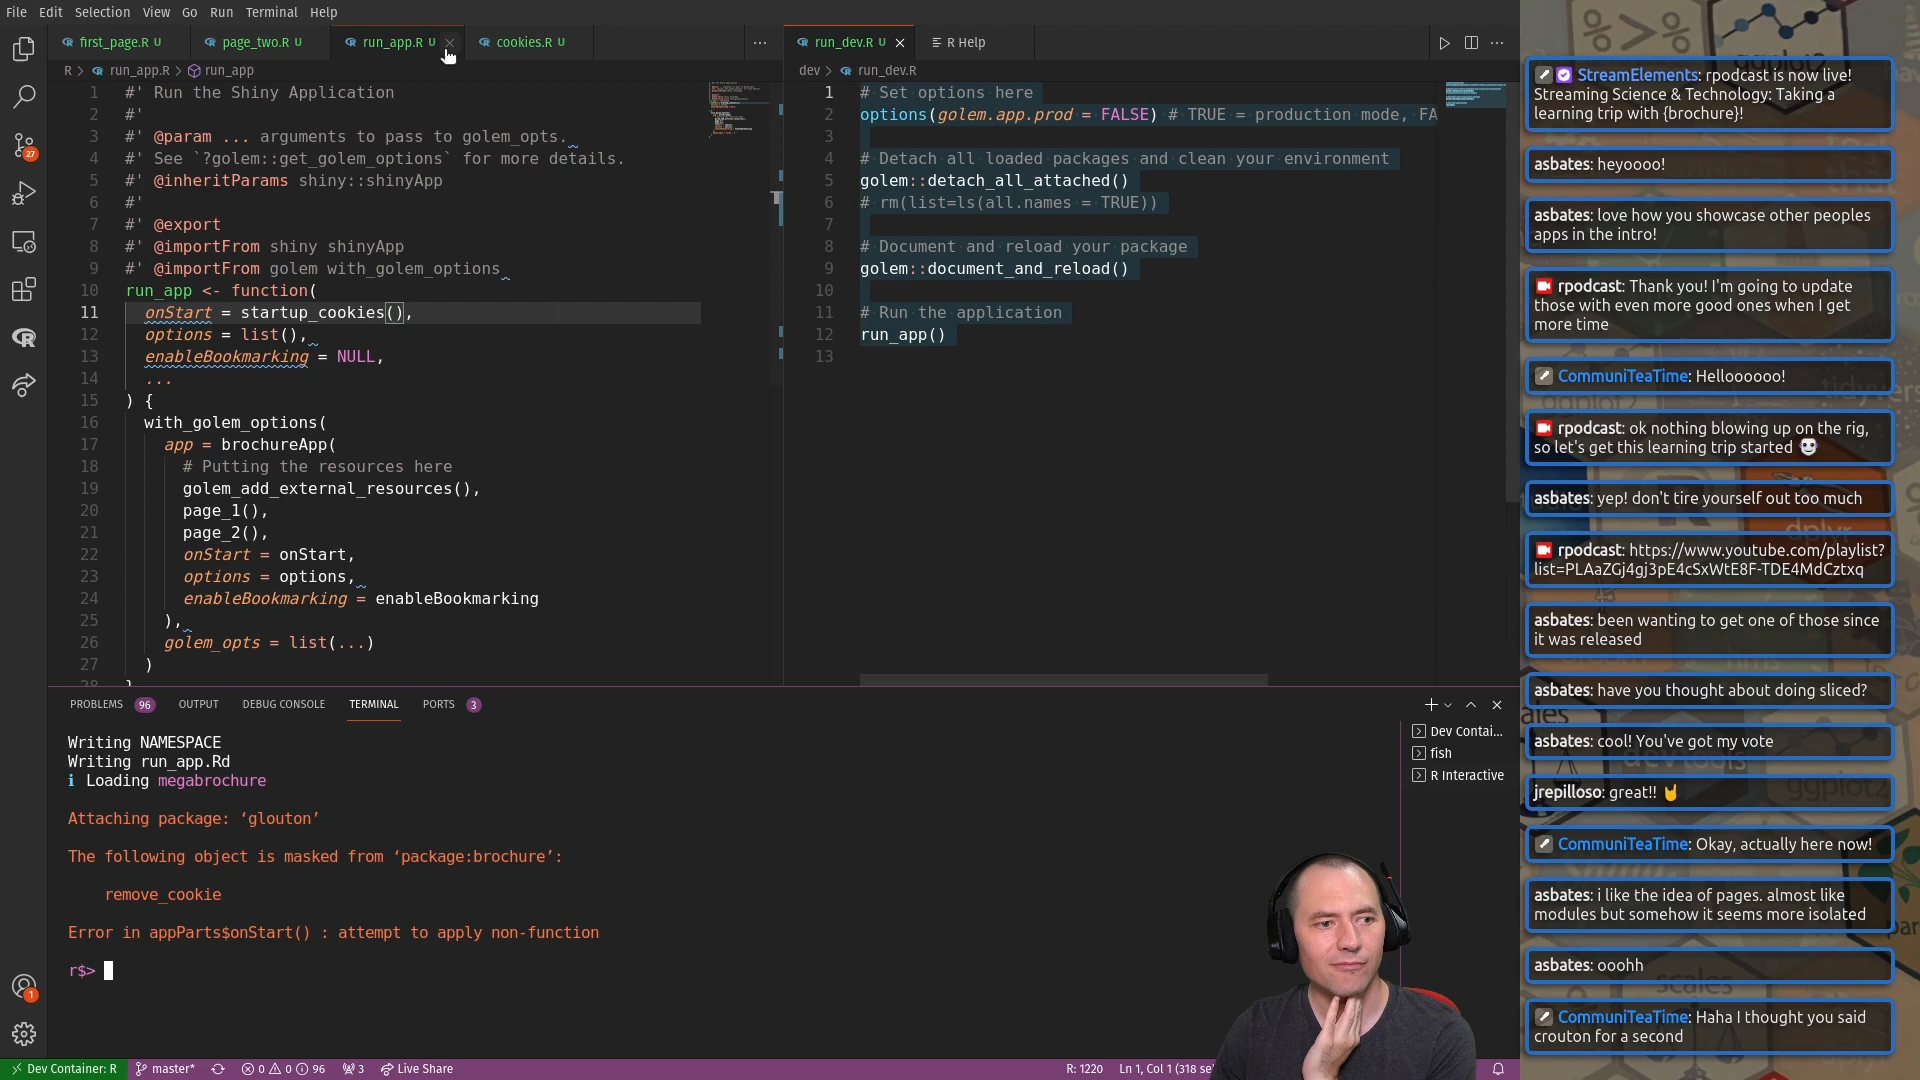 File Edit Selection View Go Run Terminal Help
first_page.R U page_two.R U run_app.R U cookies.R U
run_dev.R U R Help
R > run_app.R > run_app
dev > run_dev.R
1 #' Run the Shiny Application
2 #'
3 #' @param ... arguments to pass to golem_opts.
4 #' See `?golem::get_golem_options` for more details.
5 #' @inheritParams shiny::shinyApp
6 #'
7 #' @export
8 #' @importFrom shiny shinyApp
9 #' @importFrom golem with_golem_options
10 run_app <- function(
11 onStart = startup_cookies(),
12 options = list(),
13 enableBookmarking = NULL,
14 ...
15 ) {
16 with_golem_options(
17 app = brochureApp(
18 # Putting the resources here
19 golem_add_external_resources(),
20 page_1(),
21 page_2(),
22 onStart = onStart,
23 options = options,
24 enableBookmarking = enableBookmarking
25 ),
26 golem_opts = list(...)
27 )
28 }
1 # Set options here
2 options(golem.app.prod = FALSE) # TRUE = production mode, FA
3
4 # Detach all loaded packages and clean your environment
5 golem::detach_all_attached()
6 # rm(list=ls(all.names = TRUE))
7
8 # Document and reload your package
9 golem::document_and_reload()
10
11 # Run the application
12 run_app()
13
PROBLEMS 96 OUTPUT DEBUG CONSOLE TERMINAL PORTS 3
Writing NAMESPACE
Writing run_app.Rd
ℹ Loading megabrochure
Attaching package: ‘glouton’
The following object is masked from ‘package:brochure’:
remove_cookie
Error in appParts$onStart() : attempt to apply non-function
r$>
Dev Contai...
fish
R Interactive
27
1
Dev Container: R master* 0 0 96 3 Live Share
R: 1220 Ln 1, Col 1 (318 se
StreamElements: rpodcast is now live!
Streaming Science & Technology: Taking a
learning trip with {brochure}!
asbates: heyoooo!
asbates: love how you showcase other peoples
apps in the intro!
rpodcast: Thank you! I'm going to update
those with even more good ones when I get
more time
CommuniTeaTime: Helloooooo!
rpodcast: ok nothing blowing up on the rig,
so let's get this learning trip started
asbates: yep! don't tire yourself out too much
rpodcast: https://www.youtube.com/playlist?
list=PLAaZGj4gj3pE4cSxWtE8F-TDE4MdCztxq
asbates: been wanting to get one of those since
it was released
asbates: have you thought about doing sliced?
asbates: cool! You've got my vote
jrepilloso: great!! 🤘
CommuniTeaTime: Okay, actually here now!
asbates: i like the idea of pages. almost like
modules but somehow it seems more isolated
asbates: ooohh
CommuniTeaTime: Haha I thought you said
crouton for a second